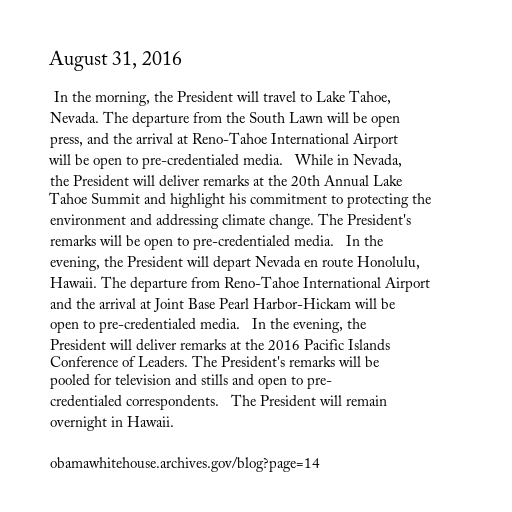 August 31, 2016
In the morning, the President will travel to Lake Tahoe,
Nevada. The departure from the South Lawn will be open
press, and the arrival at Reno-Tahoe International Airport
will be open to pre-credentialed media.   While in Nevada,
the President will deliver remarks at the 20th Annual Lake
Tahoe Summit and highlight his commitment to protecting the
environment and addressing climate change. The President's
remarks will be open to pre-credentialed media.   In the
evening, the President will depart Nevada en route Honolulu,
Hawaii. The departure from Reno-Tahoe International Airport
and the arrival at Joint Base Pearl Harbor-Hickam will be
open to pre-credentialed media.   In the evening, the
President will deliver remarks at the 2016 Pacific Islands
Conference of Leaders. The President's remarks will be
pooled for television and stills and open to pre-
credentialed correspondents.   The President will remain
overnight in Hawaii.
obamawhitehouse.archives.gov/blog?page=14